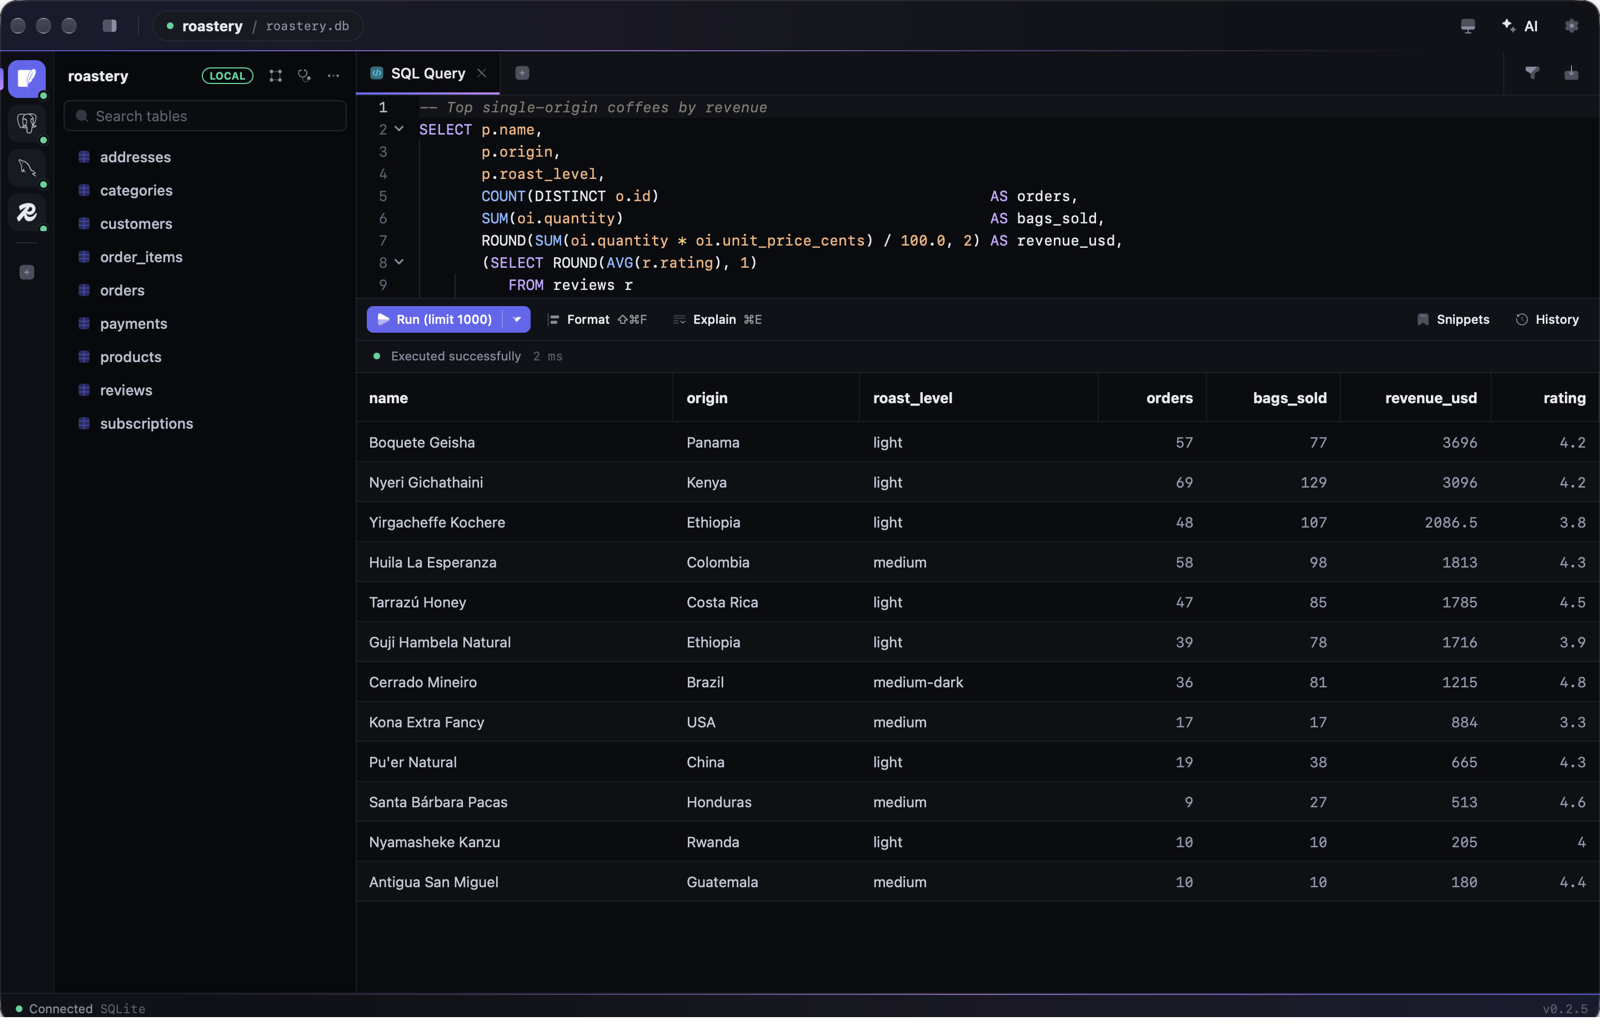 roastery / roastery.db
AI
roastery LOCAL
Search tables
addresses
categories
customers
order_items
orders
payments
products
reviews
subscriptions
SQL Query
1 -- Top single-origin coffees by revenue
2 SELECT p.name,
3 p.origin,
4 p.roast_level,
5 COUNT(DISTINCT o.id) AS orders,
6 SUM(oi.quantity) AS bags_sold,
7 ROUND(SUM(oi.quantity * oi.unit_price_cents) / 100.0, 2) AS revenue_usd,
8 (SELECT ROUND(AVG(r.rating), 1)
9 FROM reviews r
Run (limit 1000) Format ⇧⌘F Explain ⌘E Snippets History
Executed successfully 2 ms
name origin roast_level orders bags_sold revenue_usd rating
Boquete Geisha Panama light 57 77 3696 4.2
Nyeri Gichathaini Kenya light 69 129 3096 4.2
Yirgacheffe Kochere Ethiopia light 48 107 2086.5 3.8
Huila La Esperanza Colombia medium 58 98 1813 4.3
Tarrazú Honey Costa Rica light 47 85 1785 4.5
Guji Hambela Natural Ethiopia light 39 78 1716 3.9
Cerrado Mineiro Brazil medium-dark 36 81 1215 4.8
Kona Extra Fancy USA medium 17 17 884 3.3
Pu'er Natural China light 19 38 665 4.3
Santa Bárbara Pacas Honduras medium 9 27 513 4.6
Nyamasheke Kanzu Rwanda light 10 10 205 4
Antigua San Miguel Guatemala medium 10 10 180 4.4
Connected SQLite
v0.2.5